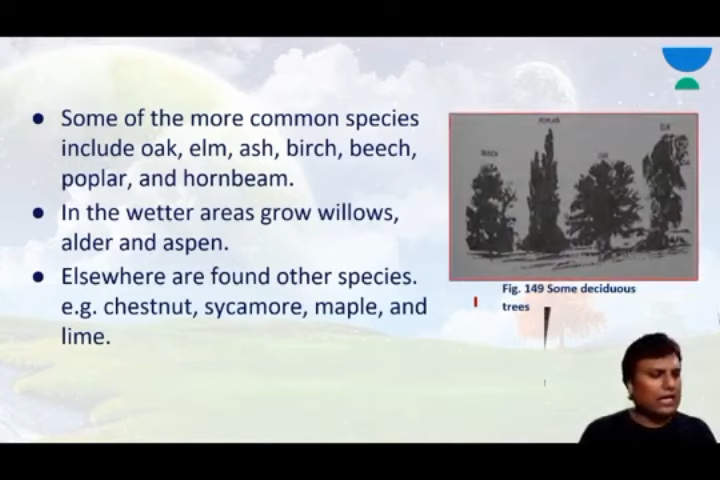 ● Some of the more common species
include oak, elm, ash, birch, beech,
poplar, and hornbeam.
● In the wetter areas grow willows,
alder and aspen.
● Elsewhere are found other species.
e.g. chestnut, sycamore, maple, and
lime.
POPLAR
BEECH
Fig. 149 Some deciduous
trees